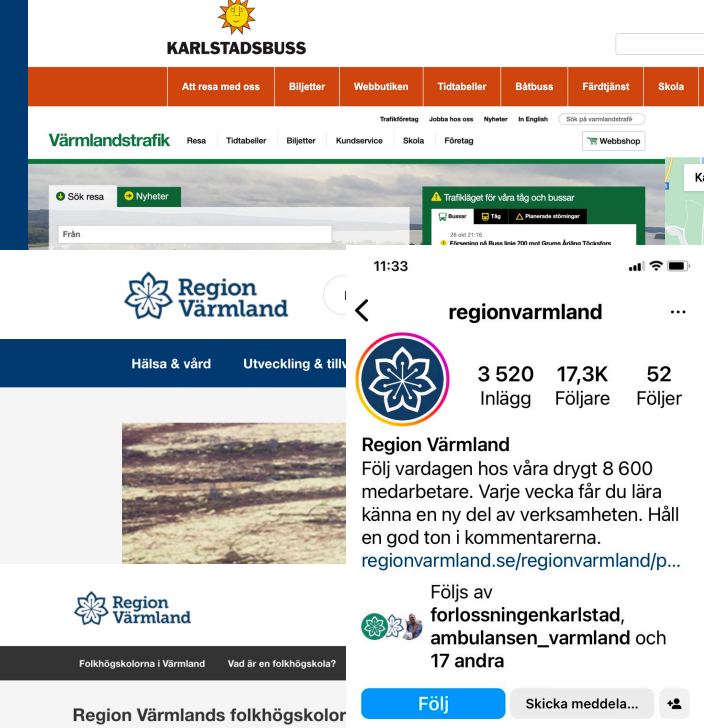 KARLSTADSBUSS
Att resa med oss Biljetter Webbutiken Tidtabeller Båtbuss Färdtjänst Skola
Trafikföretag Jobba hos oss Nyheter In English Sök på varmlandstrafik
Värmlandstrafik Resa Tidtabeller Biljetter Kundservice Skola Företag Webbshop
Sök resa Nyheter
Från
Trafikläget för våra tåg och bussar
Bussar Tåg Planerade störningar
26 okt 21:16
Försening på Buss linje 700 mot Grums Årjäng Töcksfors
Region
Värmland
Hälsa & vård Utveckling & tillv
11:33
regionvarmland
3 520 17,3K 52
Inlägg Följare Följer
Region Värmland
Följ vardagen hos våra drygt 8 600
medarbetare. Varje vecka får du lära
känna en ny del av verksamheten. Håll
en god ton i kommentarerna.
regionvarmland.se/regionvarmland/p...
Följs av
forlossningenkarlstad,
ambulansen_varmland och
17 andra
Följ Skicka meddela...
Region
Värmland
Folkhögskolorna i Värmland Vad är en folkhögskola?
Region Värmlands folkhögskolor